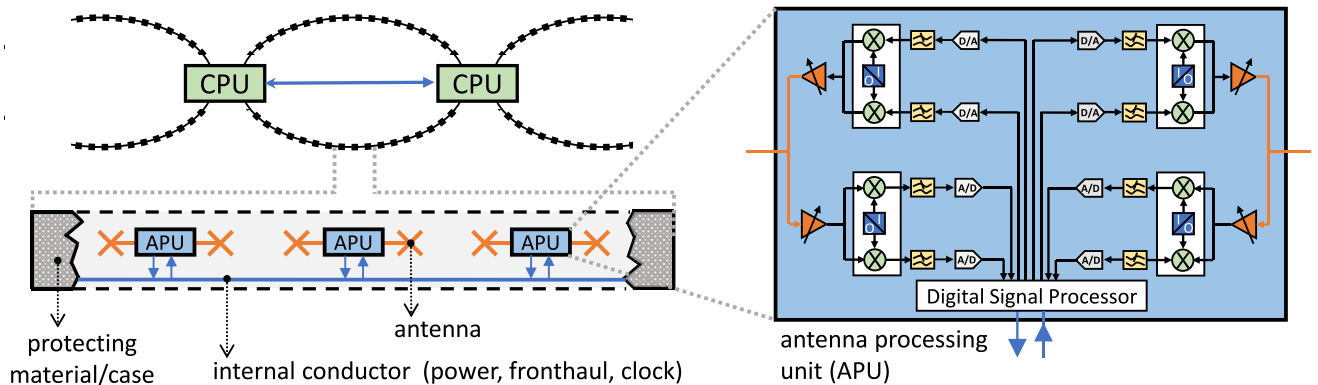 CPU
CPU
APU
APU
APU
protecting
material/case
internal conductor (power, fronthaul, clock)
antenna
D/A
D/A
I
Q
I
Q
D/A
D/A
A/D
A/D
I
Q
I
Q
A/D
A/D
Digital Signal Processor
antenna processing
unit (APU)